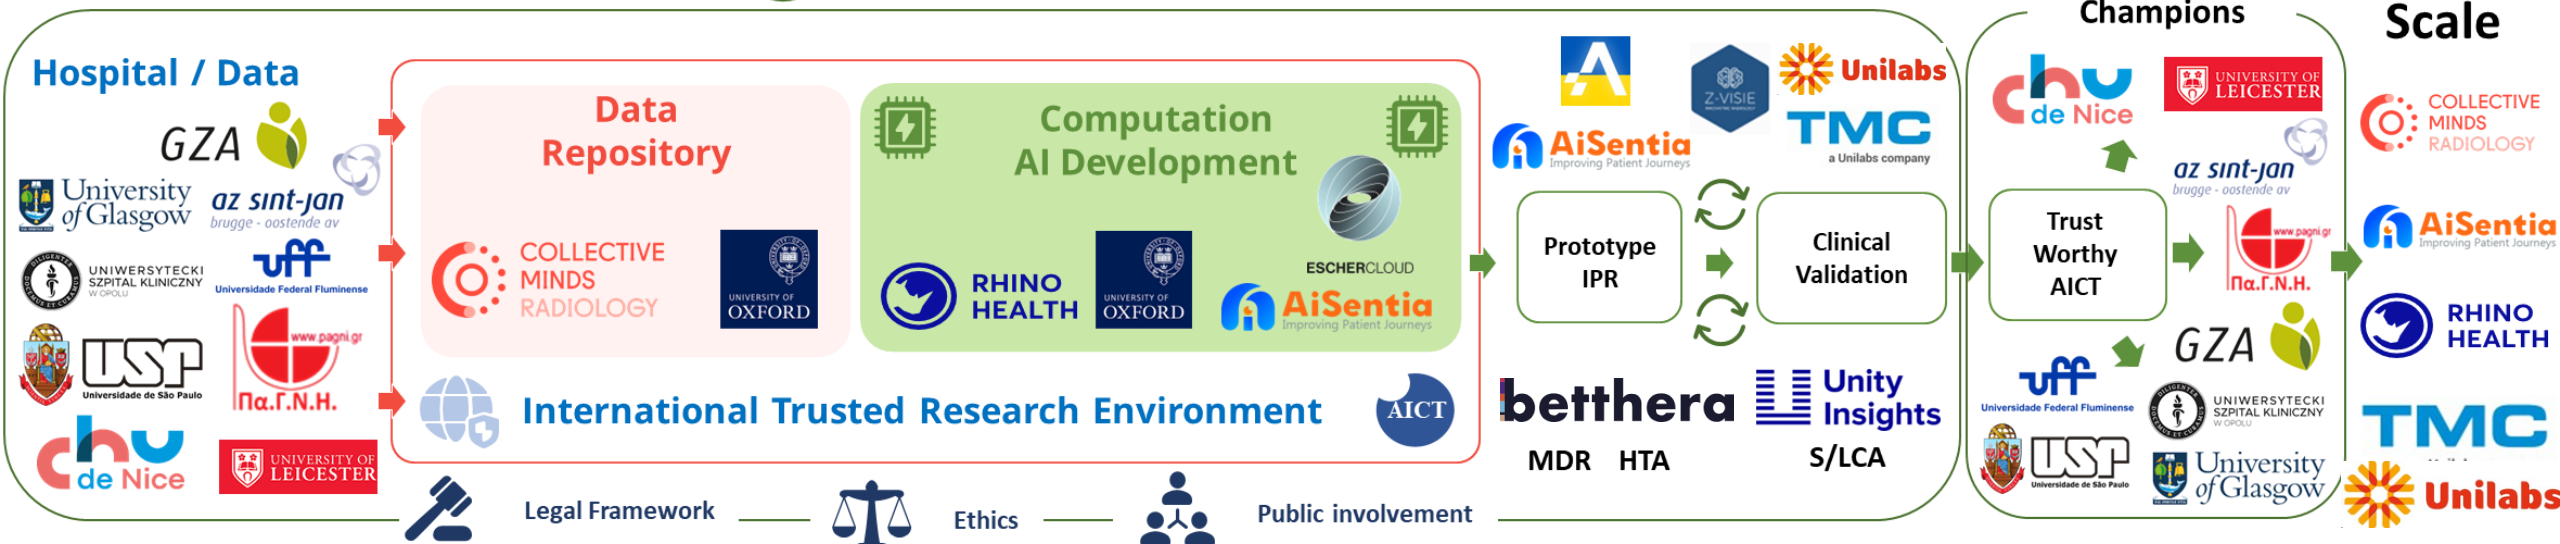 Hospital / Data
GZA
University
of Glasgow
az sint-jan
brugge - oostende av
UNIWERSYTECKI
SZPITAL KLINICZNY
W OPOLU
uff
Universidade Federal Fluminense
USP
Universidade de São Paulo
www.pagni.gr
Πα.Γ.Ν.Η.
chu
de Nice
UNIVERSITY OF
LEICESTER
Data
Repository
COLLECTIVE
MINDS
RADIOLOGY
UNIVERSITY OF
OXFORD
Computation
AI Development
RHINO
HEALTH
UNIVERSITY OF
OXFORD
ESCHERCLOUD
AiSentia
Improving Patient Journeys
International Trusted Research Environment
AICT
Legal Framework
Ethics
Public involvement
A
Z-VISIE
Unilabs
AiSentia
Improving Patient Journeys
TMC
a Unilabs company
Prototype
IPR
Clinical
Validation
betthera
MDR HTA
Unity
Insights
S/LCA
Champions
chu
de Nice
UNIVERSITY OF
LEICESTER
az sint-jan
brugge - oostende av
Trust
Worthy
AICT
www.pagni.gr
Πα.Γ.Ν.Η.
GZA
uff
Universidade Federal Fluminense
UNIWERSYTECKI
SZPITAL KLINICZNY
W OPOLU
USP
Universidade de São Paulo
University
of Glasgow
Scale
COLLECTIVE
MINDS
RADIOLOGY
AiSentia
Improving Patient Journeys
RHINO
HEALTH
TMC
Unilabs